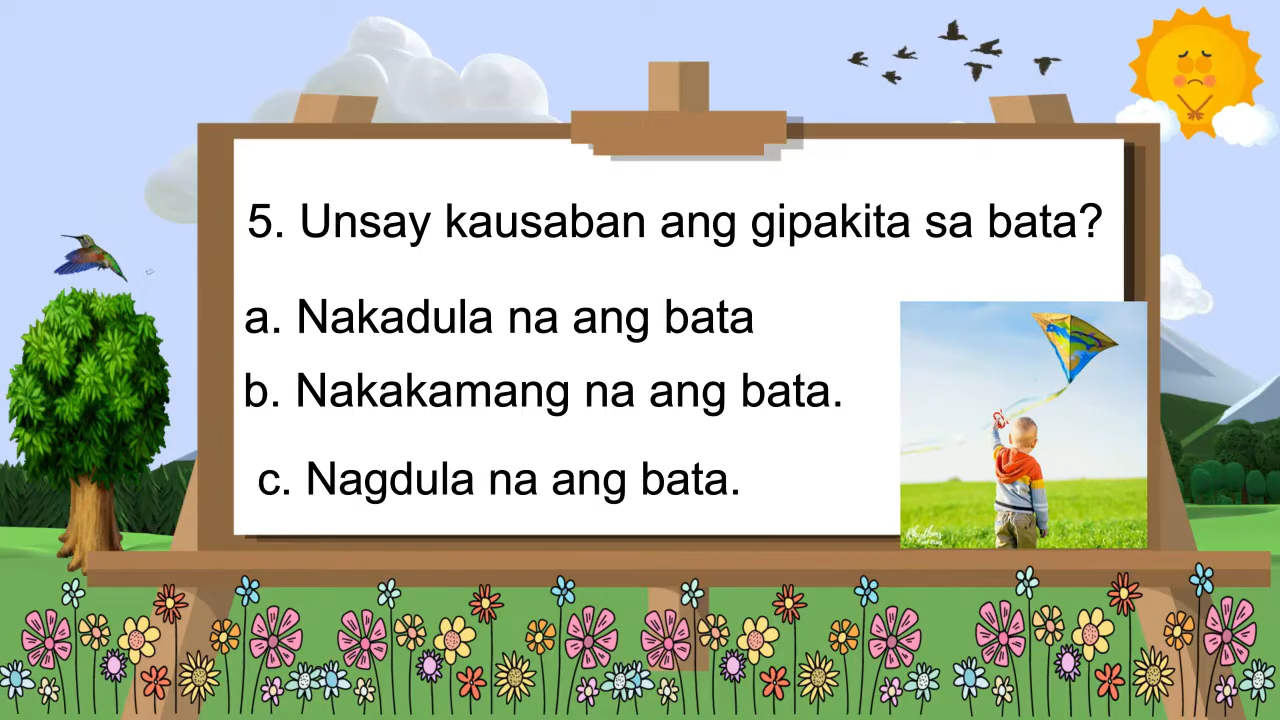 5. Unsay kausaban ang gipakita sa bata?
a. Nakadula na ang bata
b. Nakakamang na ang bata.
c. Nagdula na ang bata.